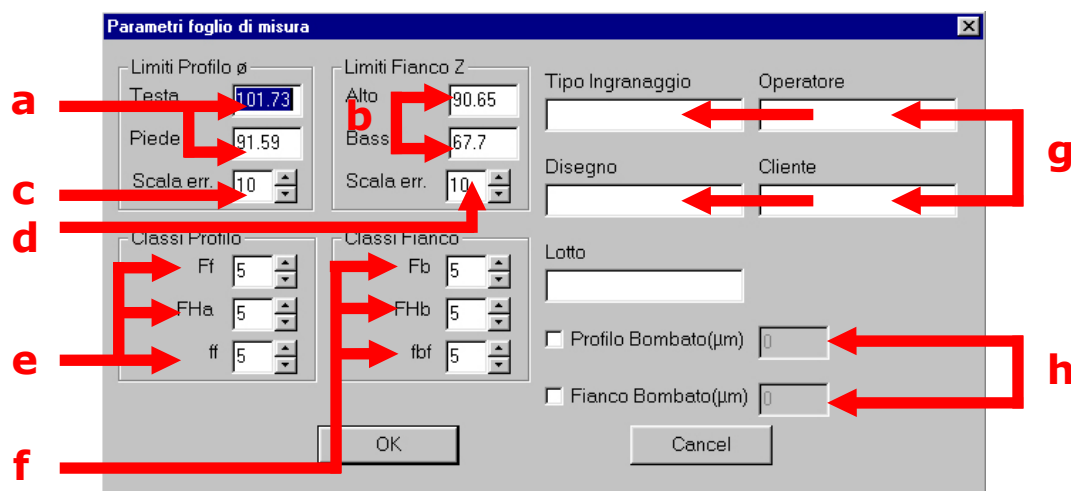 Parametri foglio di misura
Limiti Profilo ø
Testa 101.73
Piede 91.59
Scala err. 10
Limiti Fianco Z
Alto 90.65
Bass 67.7
Scala err. 10
Tipo Ingranaggio
Operatore
Disegno
Cliente
Lotto
Classi Profilo
Ff 5
FHa 5
ff 5
Classi Fianco
Fb 5
FHb 5
fbf 5
Profilo Bombato(µm) 0
Fianco Bombato(µm) 0
OK
Cancel
a
b
c
d
e
f
g
h